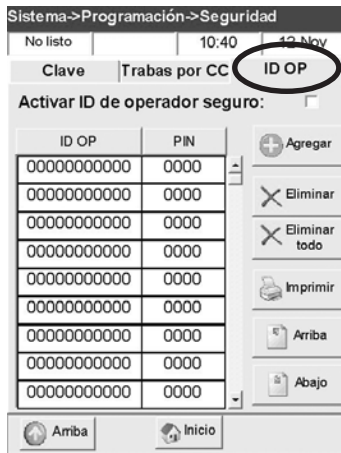 Sistema->Programación->Seguridad
No listo 10:40 12-Nov
Clave Trabas por CC ID OP
Activar ID de operador seguro:
ID OP PIN
Agregar
00000000000 0000
00000000000 0000
Eliminar
00000000000 0000
Eliminar todo
00000000000 0000
00000000000 0000
Imprimir
00000000000 0000
00000000000 0000
Arriba
00000000000 0000
00000000000 0000
Abajo
Arriba Inicio